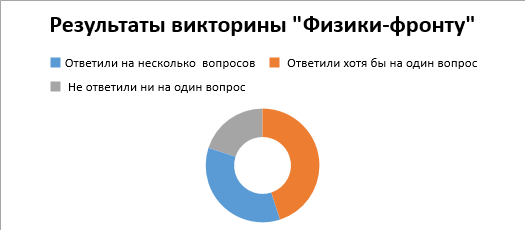 Результаты викторины "Физики-фронту"
Ответили на несколько вопросов
Ответили хотя бы на один вопрос
Не ответили ни на один вопрос